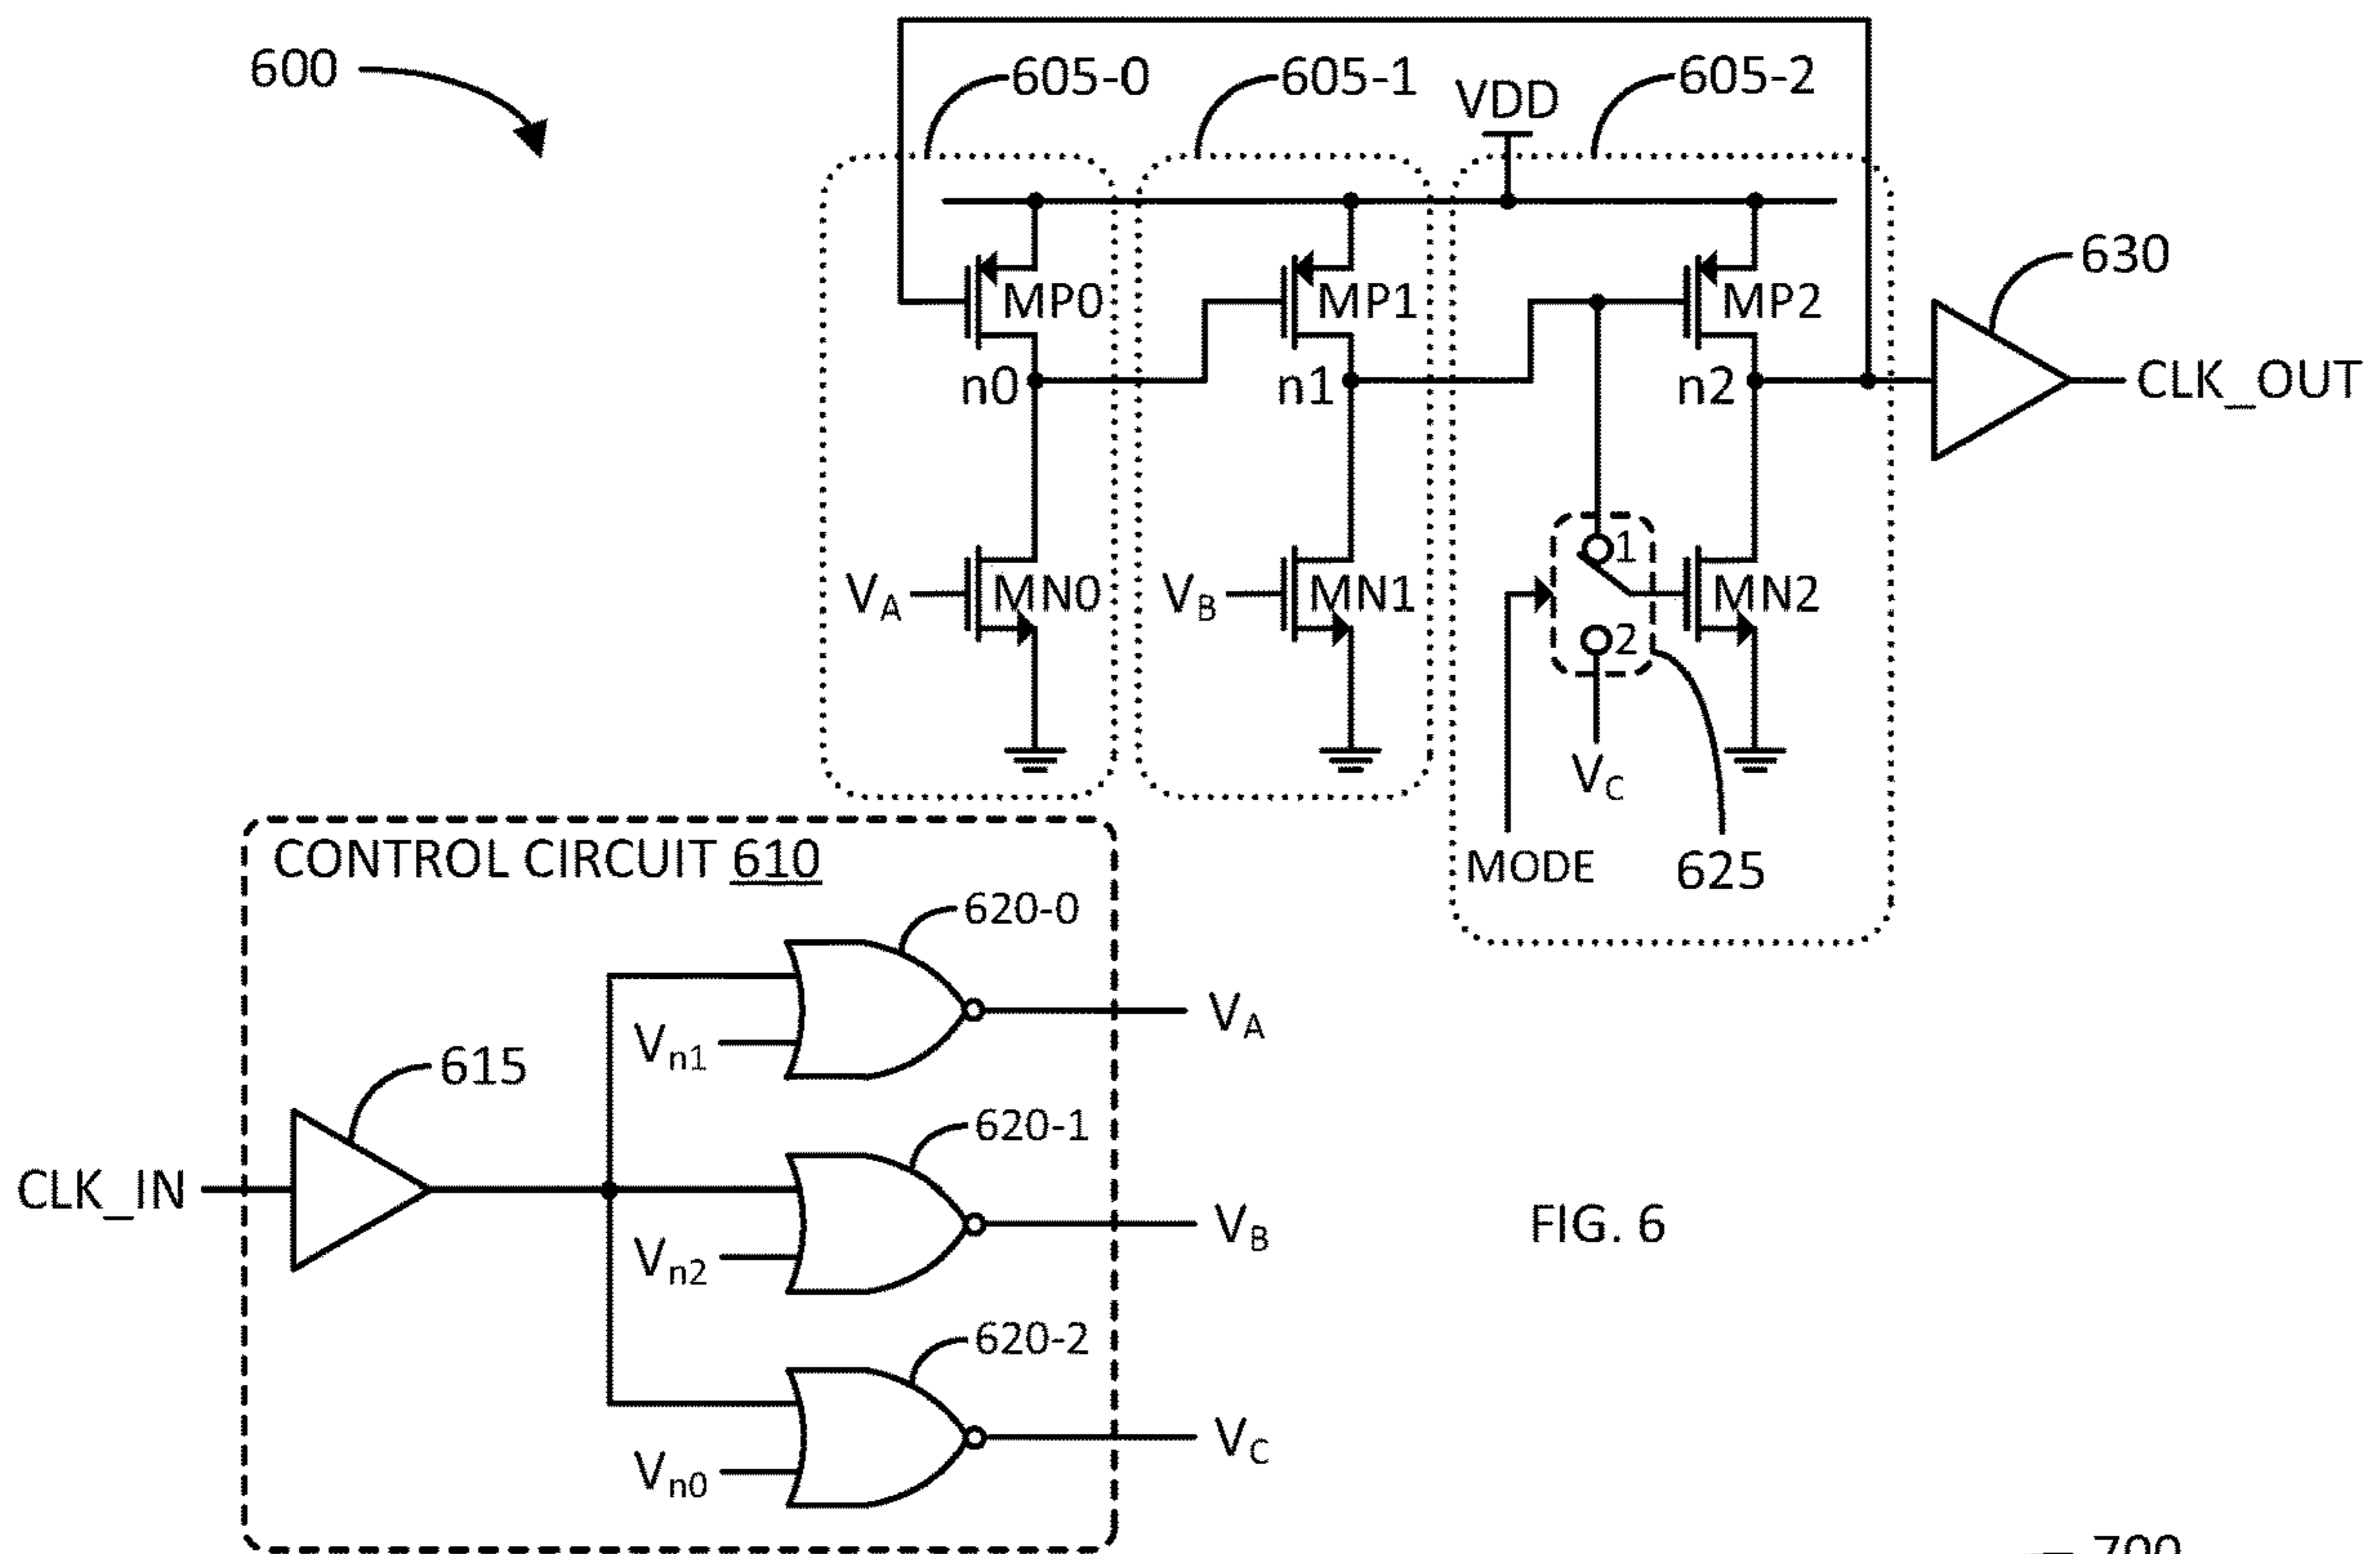 600
605-0
605-1
VDD
605-2
630
MP0
MP1
MP2
n0
n1
n2
CLK_OUT
1
VA
MN0
VB
MN1
MN2
2
VC
MODE
625
CONTROL CIRCUIT 610
620-0
VA
Vn1
615
620-1
CLK_IN
VB
Vn2
FIG. 6
620-2
VC
Vn0